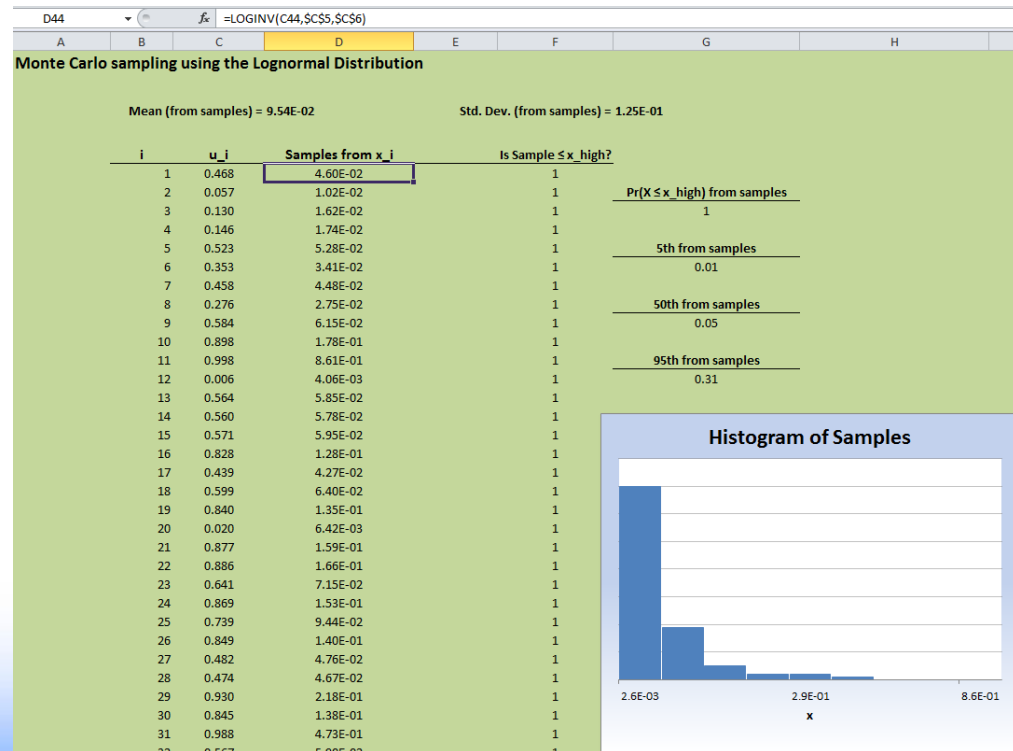 D44 fx =LOGINV(C44,$C$5,$C$6)
A B C D E F G H
Monte Carlo sampling using the Lognormal Distribution
Mean (from samples) = 9.54E-02 Std. Dev. (from samples) = 1.25E-01
i u_i Samples from x_i Is Sample ≤ x_high?
1 0.468 4.60E-02 1
2 0.057 1.02E-02 1 Pr(X ≤ x_high) from samples
3 0.130 1.62E-02 1 1
4 0.146 1.74E-02 1
5 0.523 5.28E-02 1 5th from samples
6 0.353 3.41E-02 1 0.01
7 0.458 4.48E-02 1
8 0.276 2.75E-02 1 50th from samples
9 0.584 6.15E-02 1 0.05
10 0.898 1.78E-01 1
11 0.998 8.61E-01 1 95th from samples
12 0.006 4.06E-03 1 0.31
13 0.564 5.85E-02 1
14 0.560 5.78E-02 1
15 0.571 5.95E-02 1
16 0.828 1.28E-01 1
17 0.439 4.27E-02 1
18 0.599 6.40E-02 1
19 0.840 1.35E-01 1
20 0.020 6.42E-03 1
21 0.877 1.59E-01 1
22 0.886 1.66E-01 1
23 0.641 7.15E-02 1
24 0.869 1.53E-01 1
25 0.739 9.44E-02 1
26 0.849 1.40E-01 1
27 0.482 4.76E-02 1
28 0.474 4.67E-02 1
29 0.930 2.18E-01 1
30 0.845 1.38E-01 1
31 0.988 4.73E-01 1
Histogram of Samples
2.6E-03 2.9E-01 8.6E-01
x